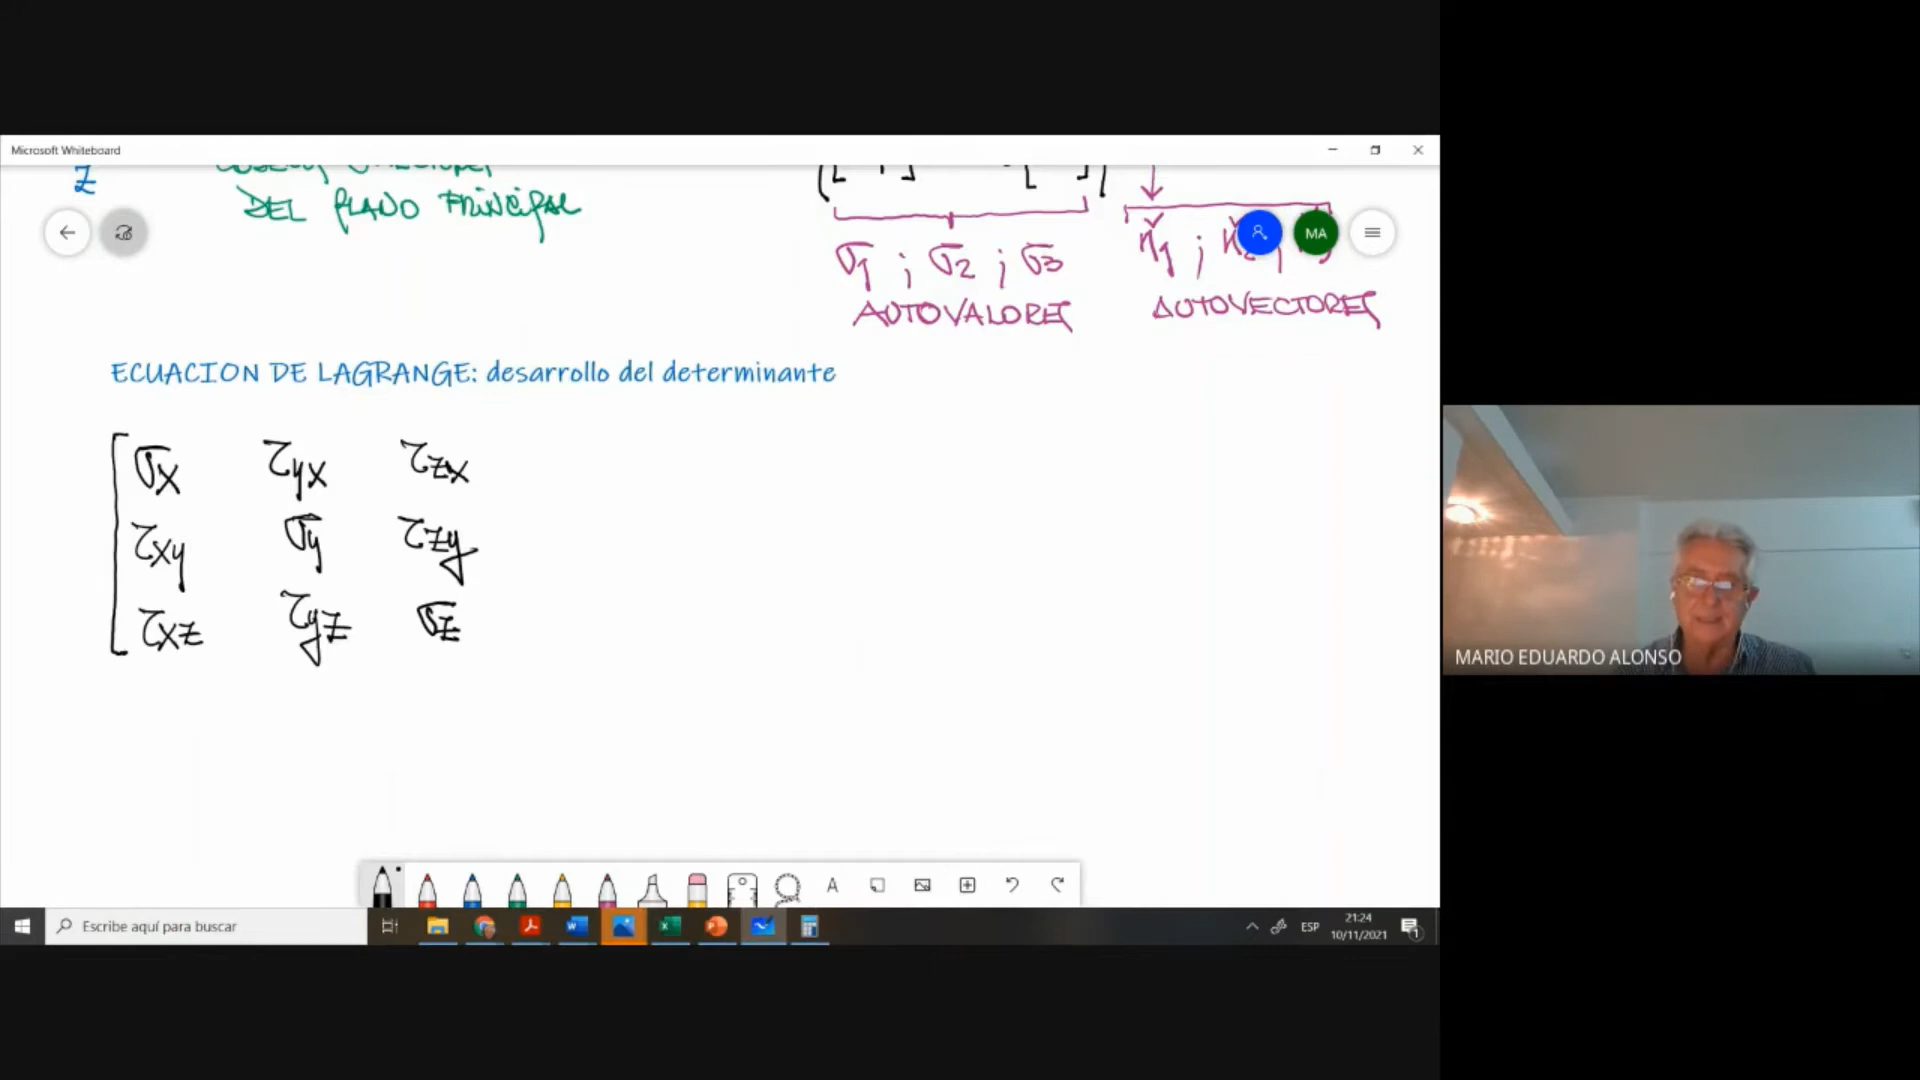 Microsoft Whiteboard
Z
DEL PLANO PRINCIPAL
σ1 ; σ2 ; σ3
AUTOVALORES
ň1 ;
AUTOVECTORES
MA
ECUACION DE LAGRANGE: desarrollo del determinante
σx τyx τzx
τxy σy τzy
τxz τyz σz
MARIO EDUARDO ALONSO
A
Escribe aquí para buscar
ESP
21:24
10/11/2021
1